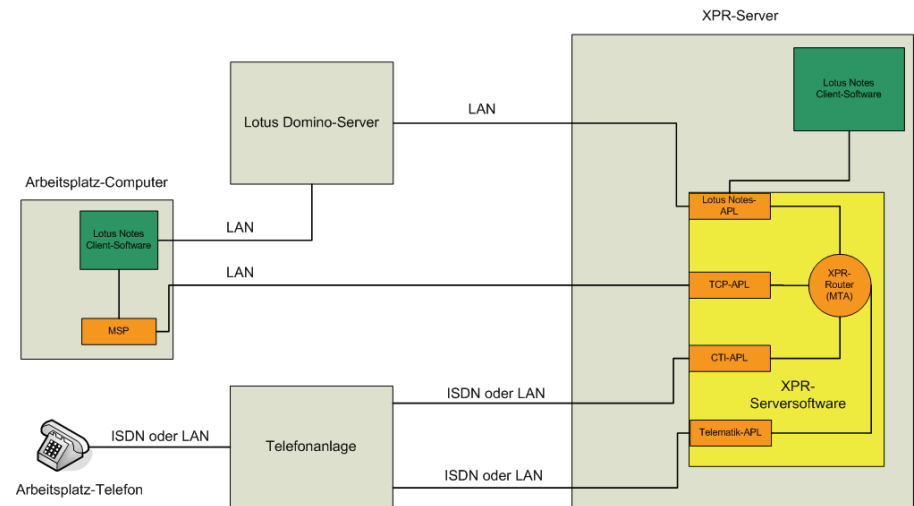 XPR-Server
Lotus Notes
Client-Software
Lotus Domino-Server
LAN
Arbeitsplatz-Computer
Lotus Notes
Client-Software
LAN
Lotus Notes-
APL
LAN
TCP-APL
XPR-
Router
(MTA)
MSP
CTI-APL
XPR-
Serversoftware
ISDN oder LAN
Telefonanlage
ISDN oder LAN
Telematik-APL
ISDN oder LAN
Arbeitsplatz-Telefon